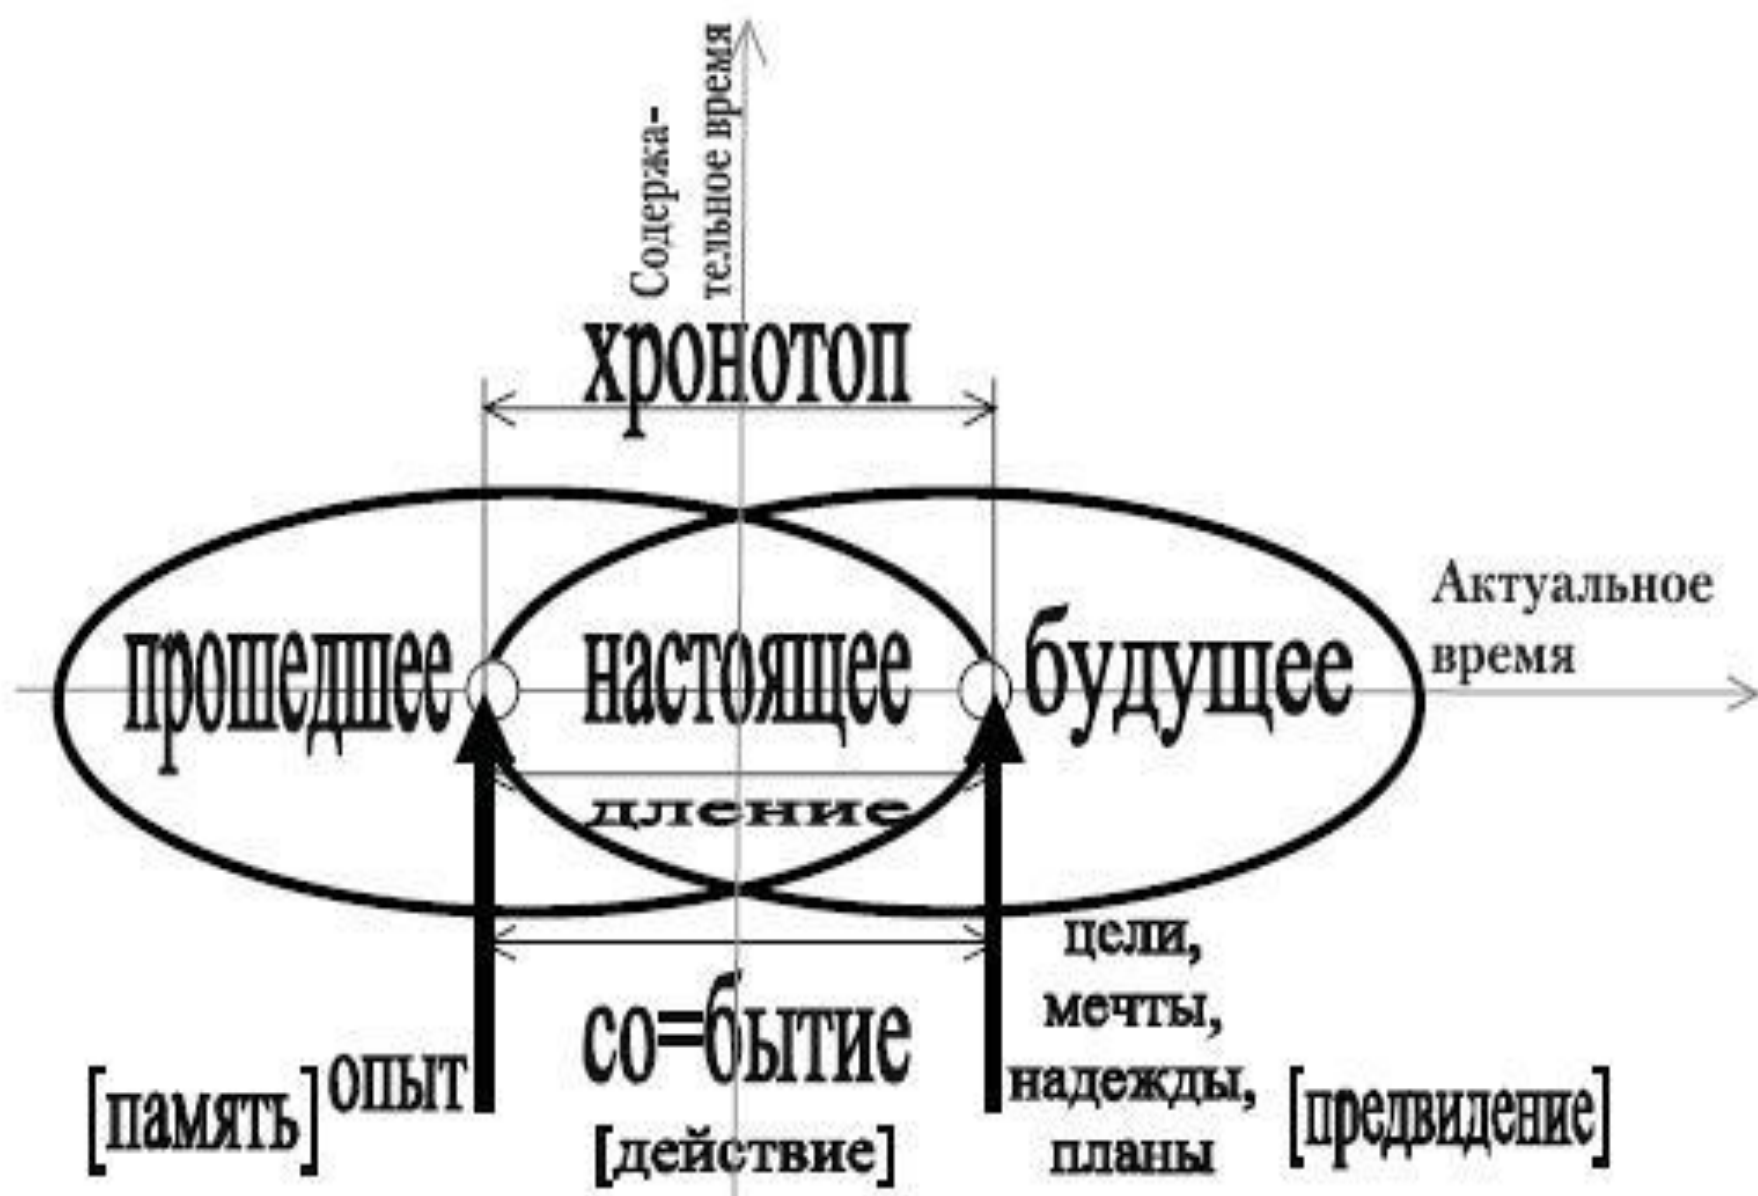 Содержа-
тельное время
хронотоп
Актуальное
время
прошедшее
настоящее
будущее
дление
цели,
мечты,
надежды,
планы
со=бытие
[память]
опыт
[действие]
[предвидение]